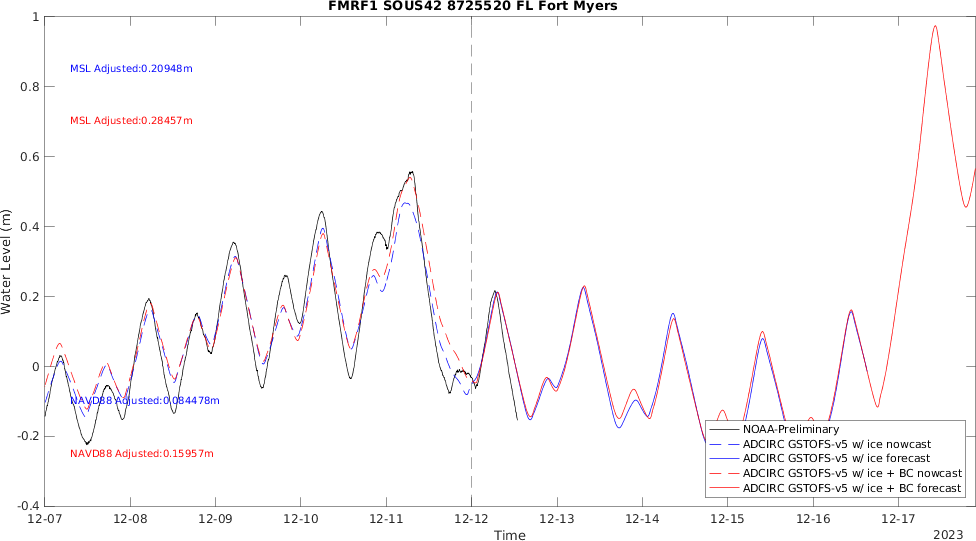 FMRF1 SOUS42 8725520 FL Fort Myers
1
0.8
0.6
0.4
0.2
0
-0.2
-0.4
Water Level (m)
MSL Adjusted:0.20948m
MSL Adjusted:0.28457m
NAVD88 Adjusted:0.084478m
NAVD88 Adjusted:0.15957m
NOAA-Preliminary
ADCIRC GSTOFS-v5 w/ ice nowcast
ADCIRC GSTOFS-v5 w/ ice forecast
ADCIRC GSTOFS-v5 w/ ice + BC nowcast
ADCIRC GSTOFS-v5 w/ ice + BC forecast
12-07 12-08 12-09 12-10 12-11 12-12 12-13 12-14 12-15 12-16 12-17
Time
2023